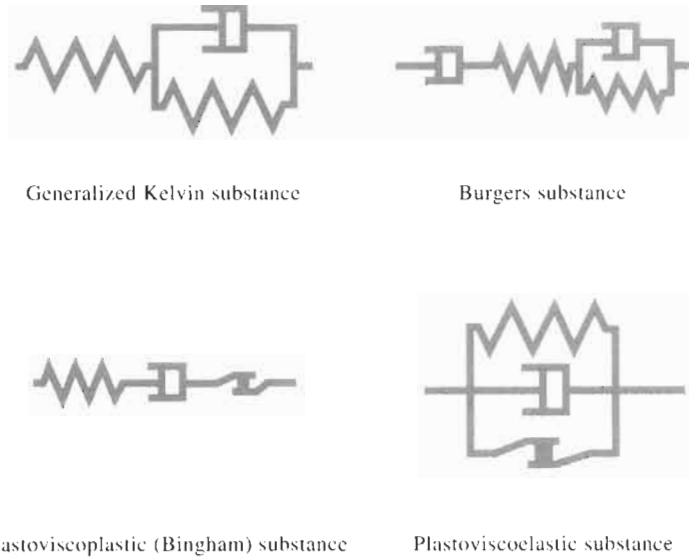 Generalized Kelvin substance
Burgers substance
astoviscoplastic (Bingham) substance
Plastoviscoelastic substance